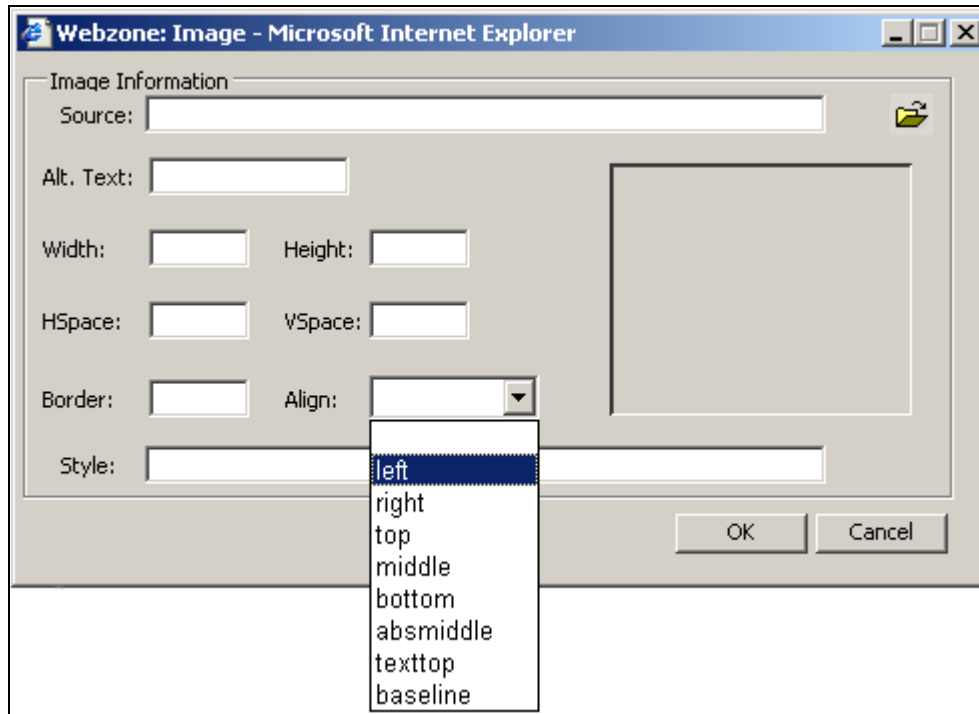 Webzone: Image - Microsoft Internet Explorer
Image Information
Source:
Alt. Text:
Width: Height:
HSpace: VSpace:
Border: Align:
Style:
left
right
top
middle
bottom
absmiddle
texttop
baseline
OK Cancel